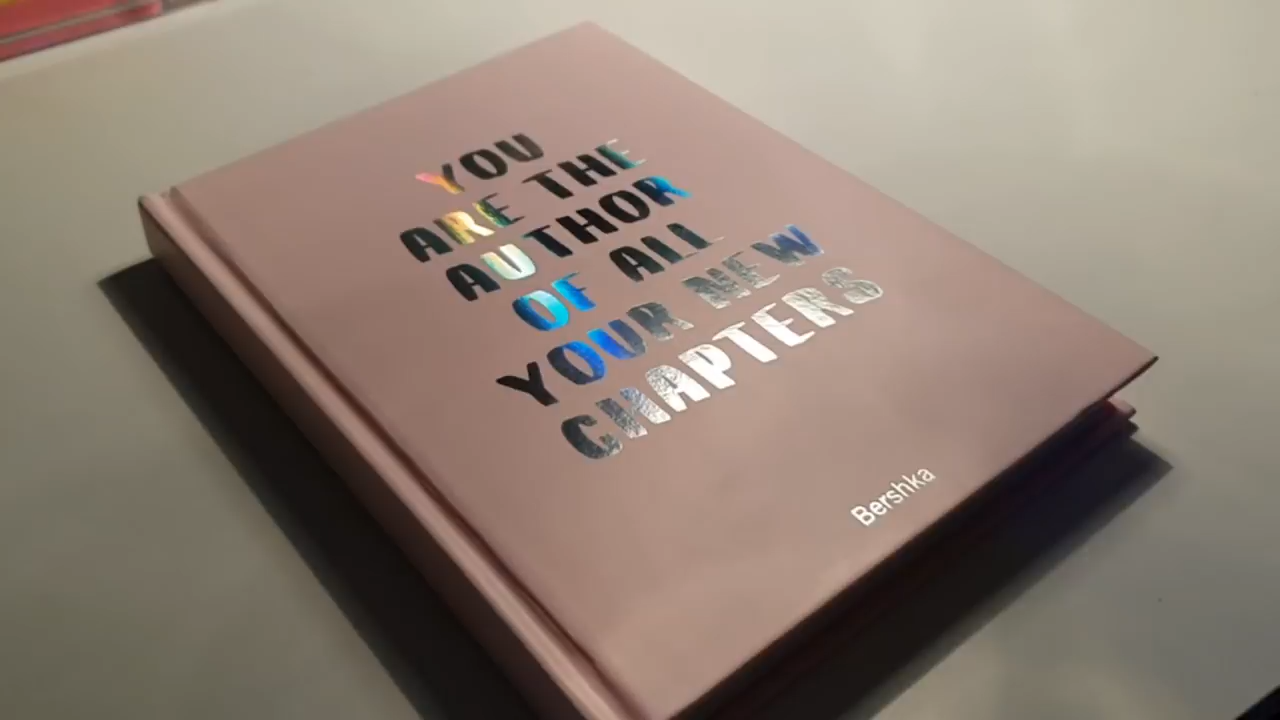 YOU
ARE THE
AUTHOR
OF ALL
YOUR NEW
CHAPTERS
Bershka